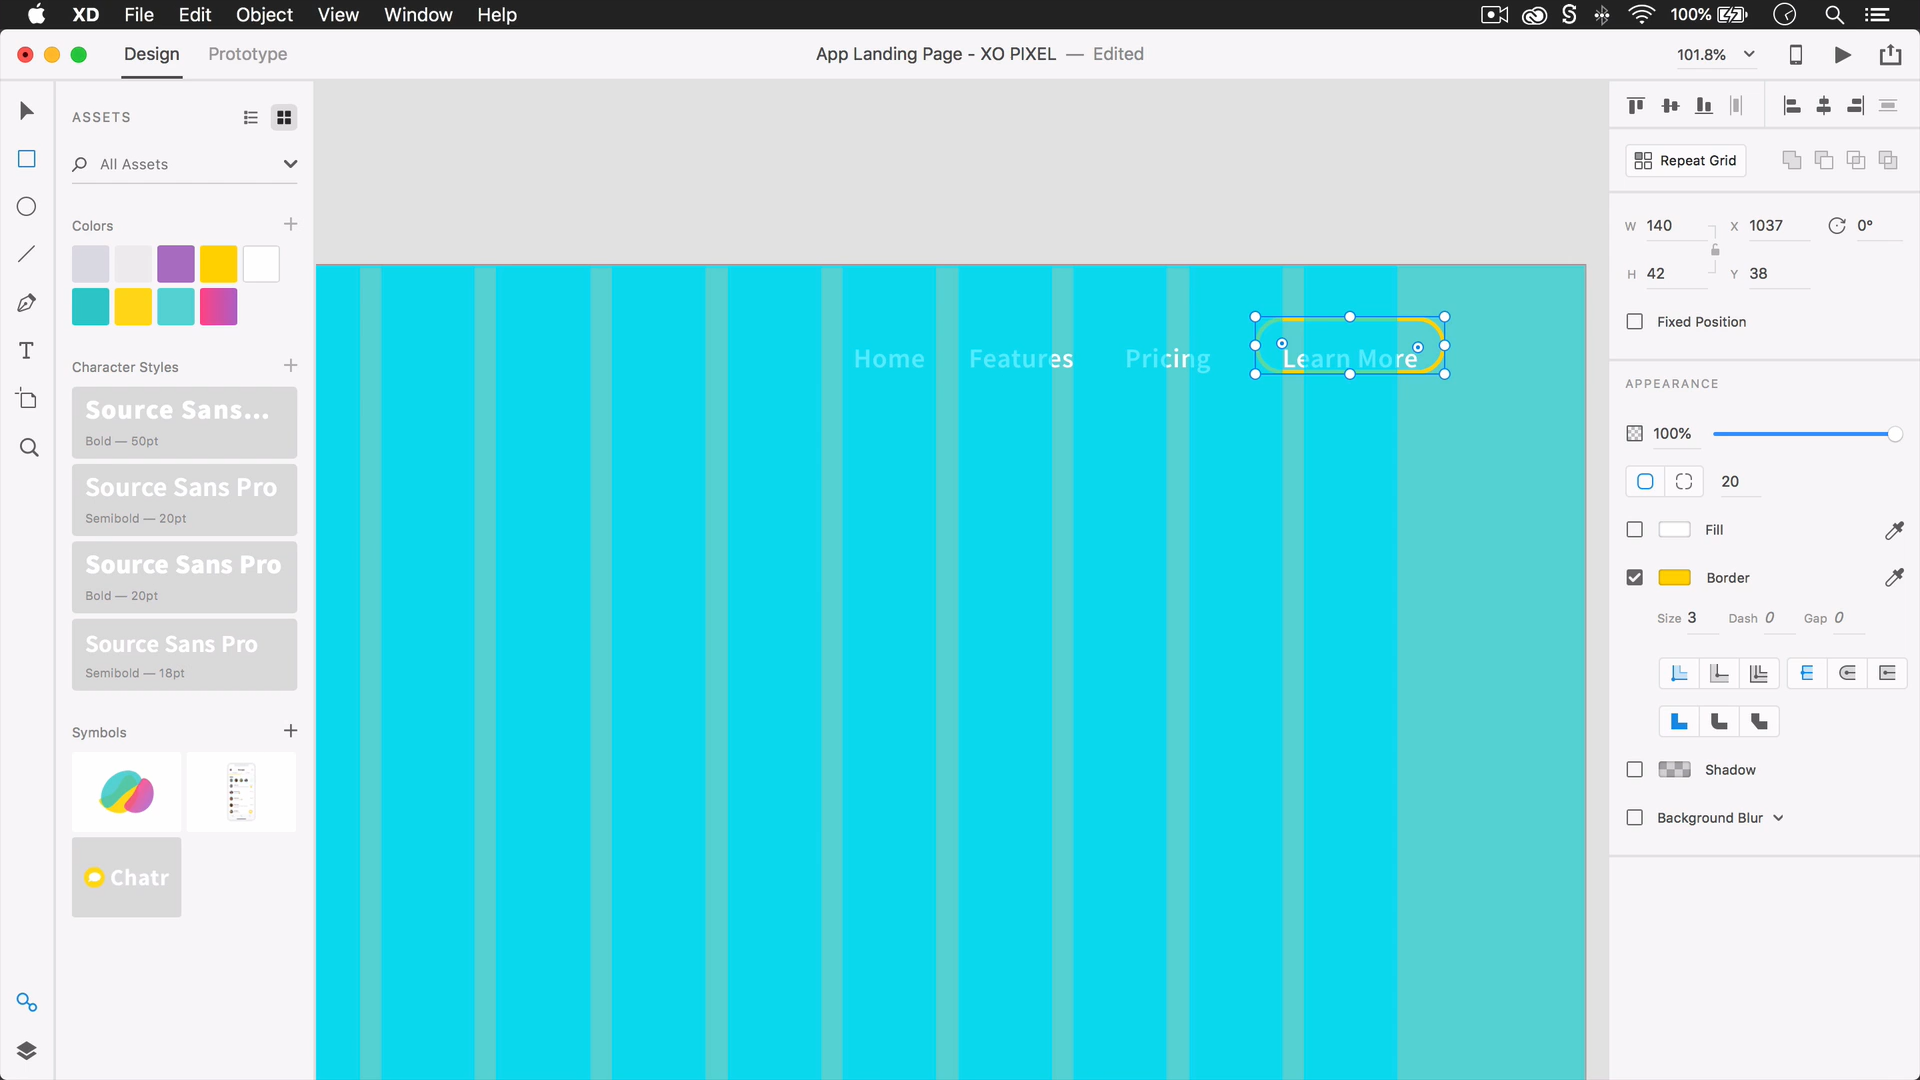 XD File Edit Object View Window Help 100%
Design Prototype App Landing Page - XO PIXEL — Edited 101.8%
ASSETS
All Assets
Colors
Character Styles
Source Sans...
Bold — 50pt
Source Sans Pro
Semibold — 20pt
Source Sans Pro
Bold — 20pt
Source Sans Pro
Semibold — 18pt
Symbols
Chatr
Home Features Pricing Learn More
Repeat Grid
W 140 X 1037 0°
H 42 Y 38
Fixed Position
APPEARANCE
100%
20
Fill
Border
Size 3 Dash 0 Gap 0
Shadow
Background Blur